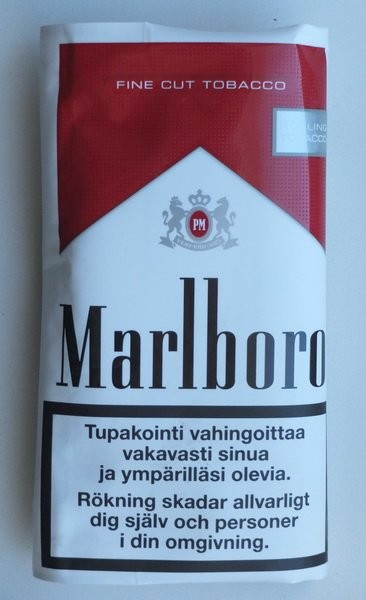 FINE CUT TOBACCO
PM
Marlboro
Tupakointi vahingoittaa
vakavasti sinua
ja ympärilläsi olevia.
Rökning skadar allvarligt
dig själv och personer
i din omgivning.